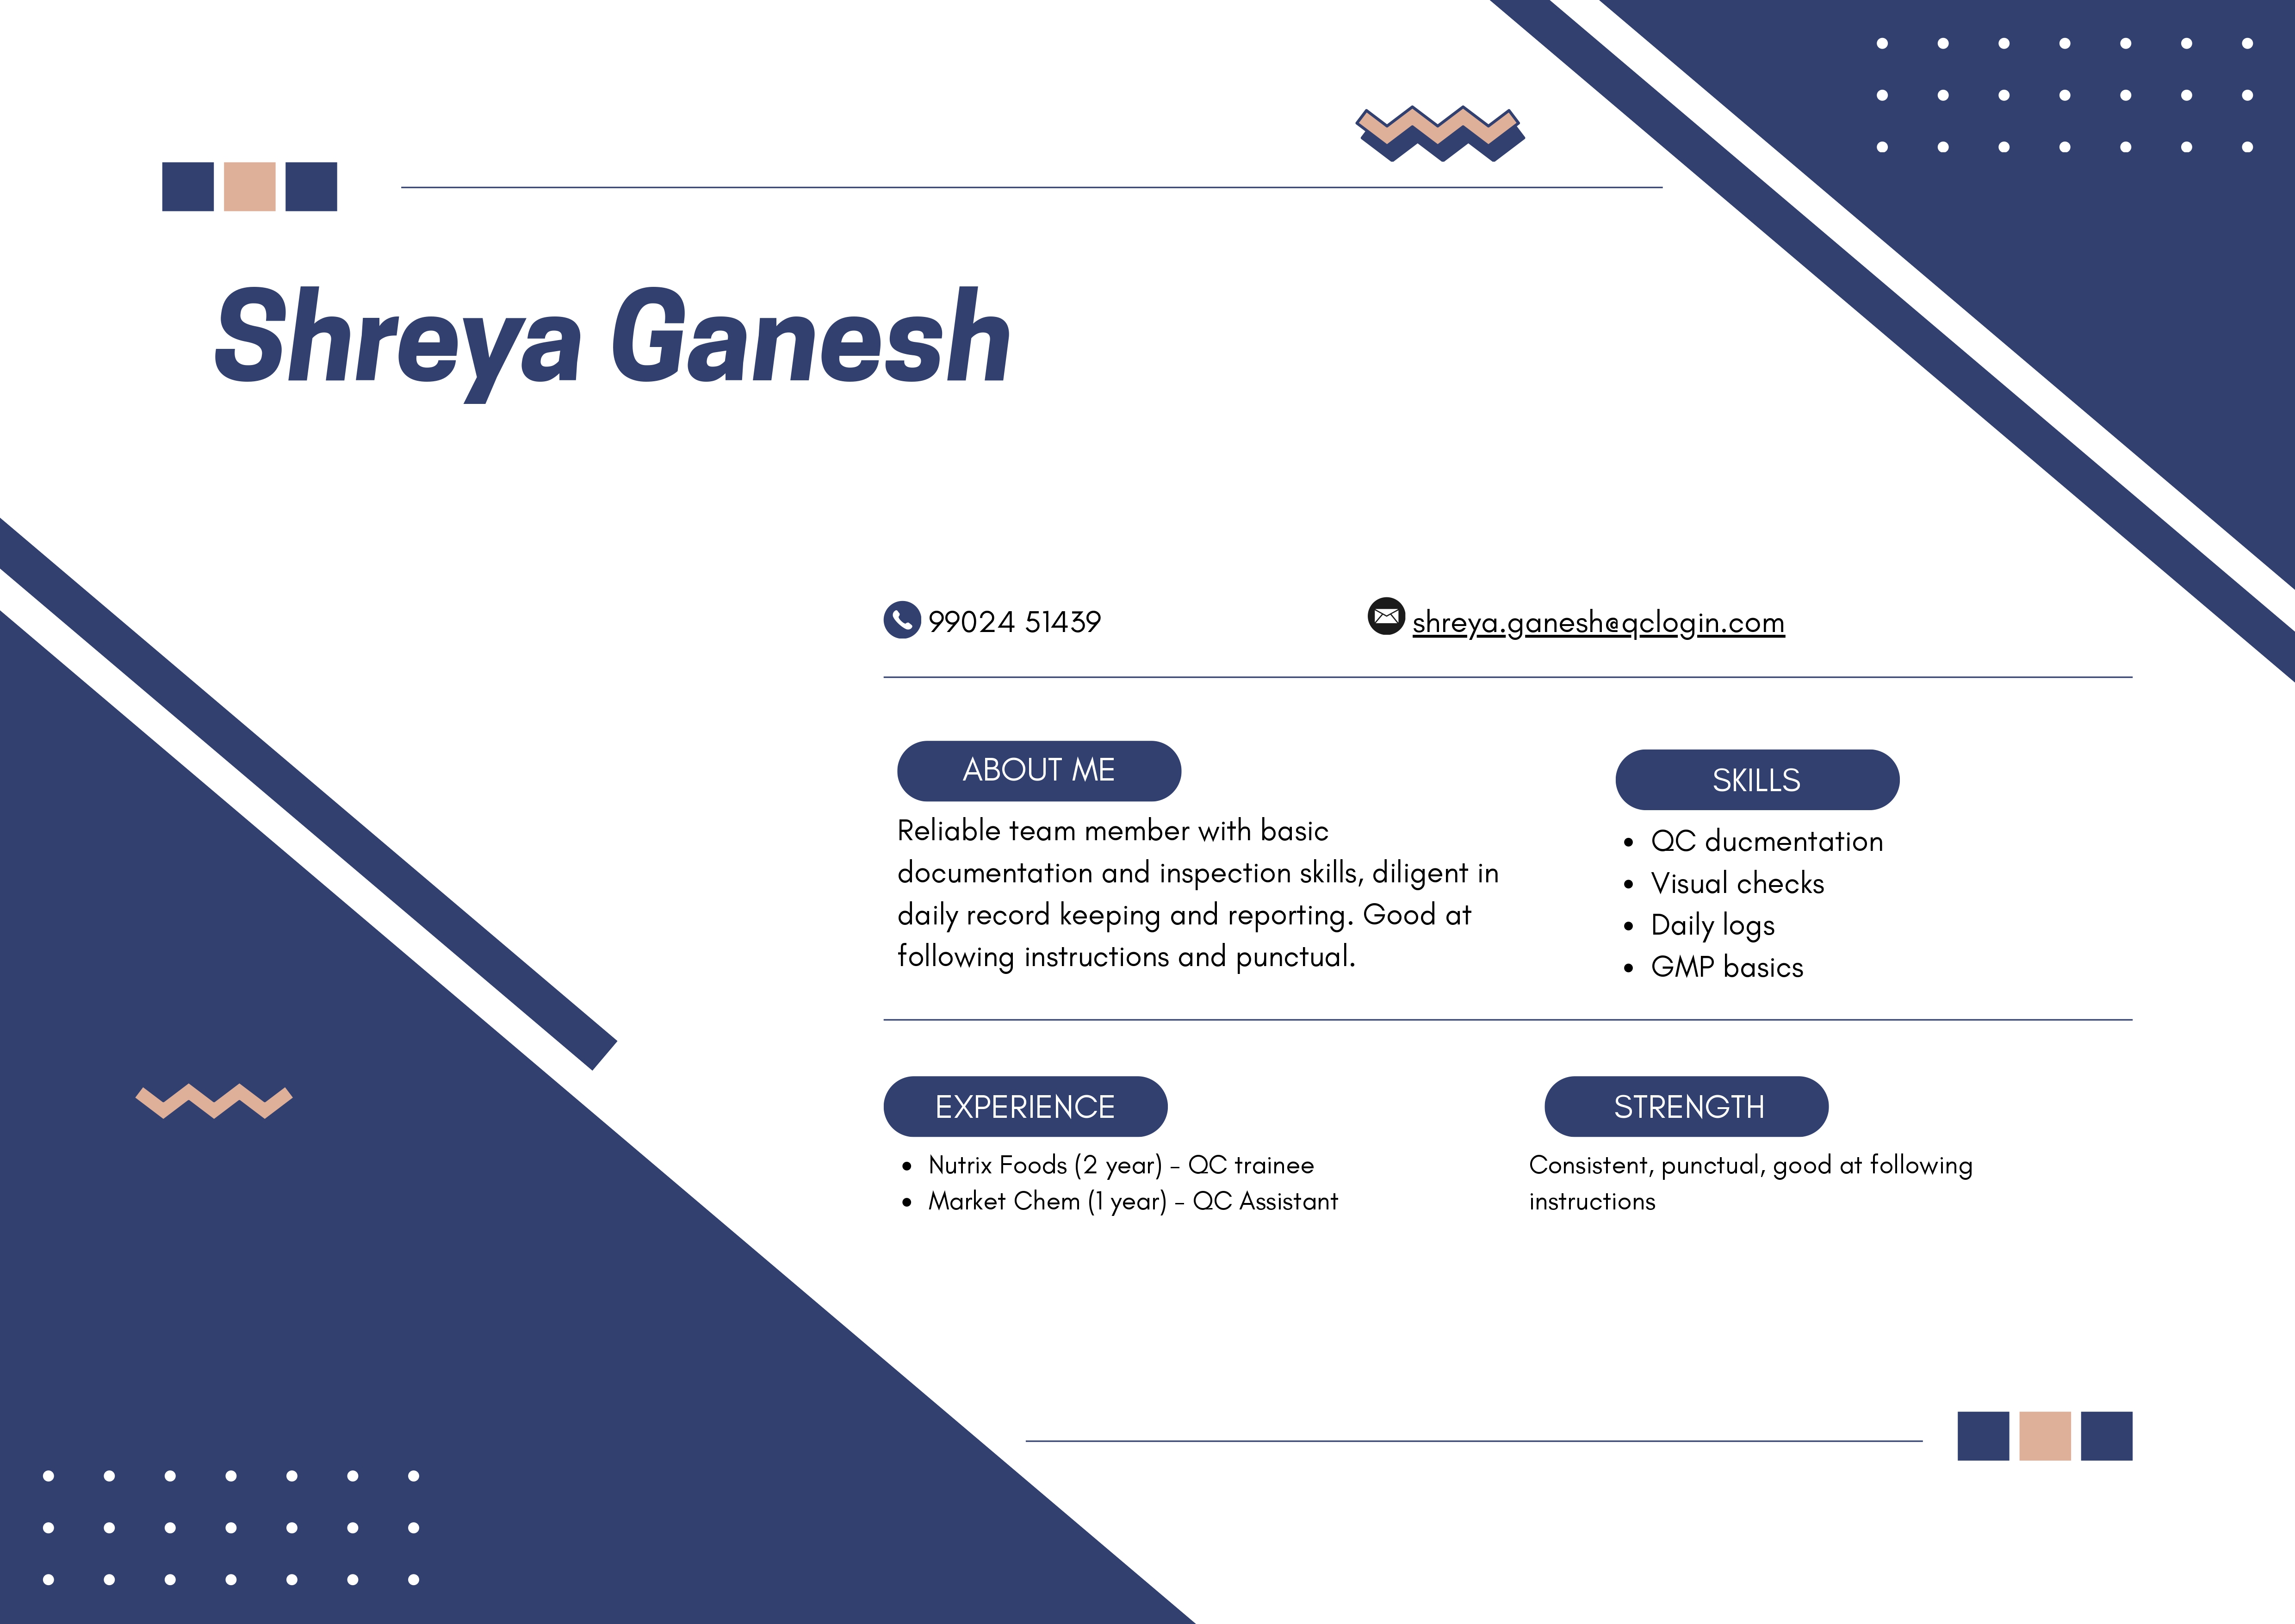 Shreya Ganesh
99024 51439
shreya.ganesh@qclogin.com
ABOUT ME
Reliable team member with basic
documentation and inspection skills, diligent in
daily record keeping and reporting. Good at
following instructions and punctual.
SKILLS
• QC ducmentation
• Visual checks
• Daily logs
• GMP basics
EXPERIENCE
• Nutrix Foods (2 year) - QC trainee
• Market Chem (1 year) - QC Assistant
STRENGTH
Consistent, punctual, good at following
instructions